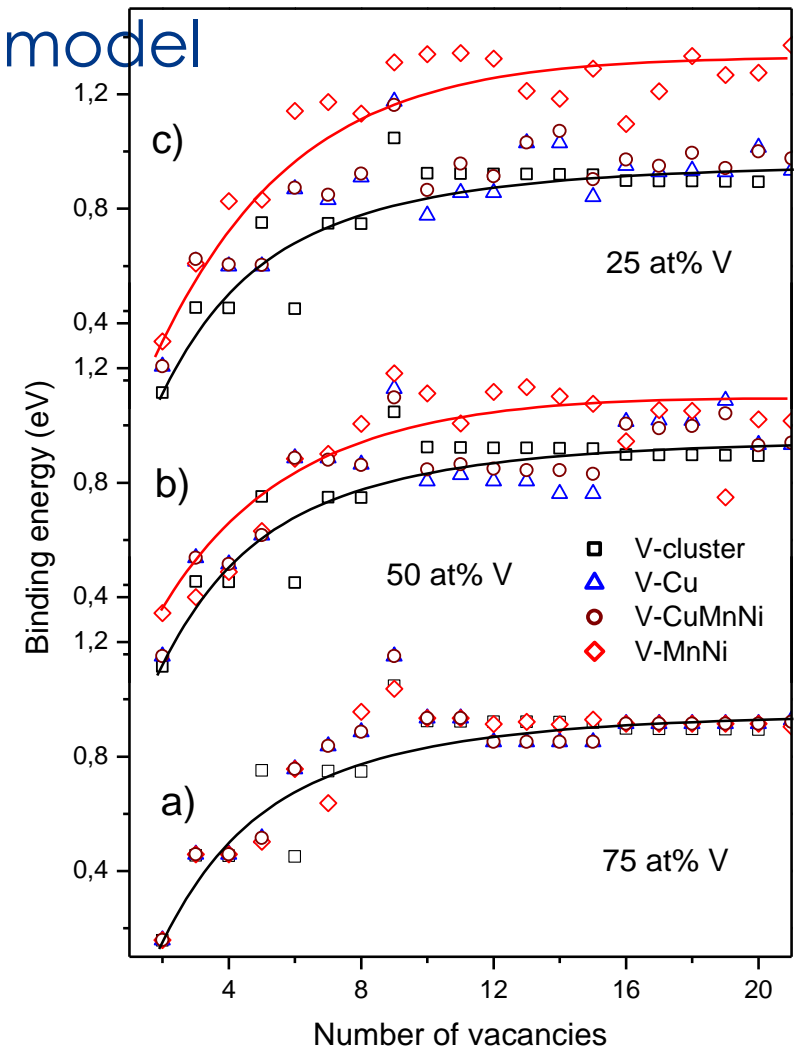 model
1,2
c)
0,8
25 at% V
0,4
1,2
Binding energy (eV)
b)
0,8
V-cluster
50 at% V
V-Cu
0,4
V-CuMnNi
1,2
V-MnNi
0,8
a)
75 at% V
0,4
4
8
12
16
20
Number of vacancies